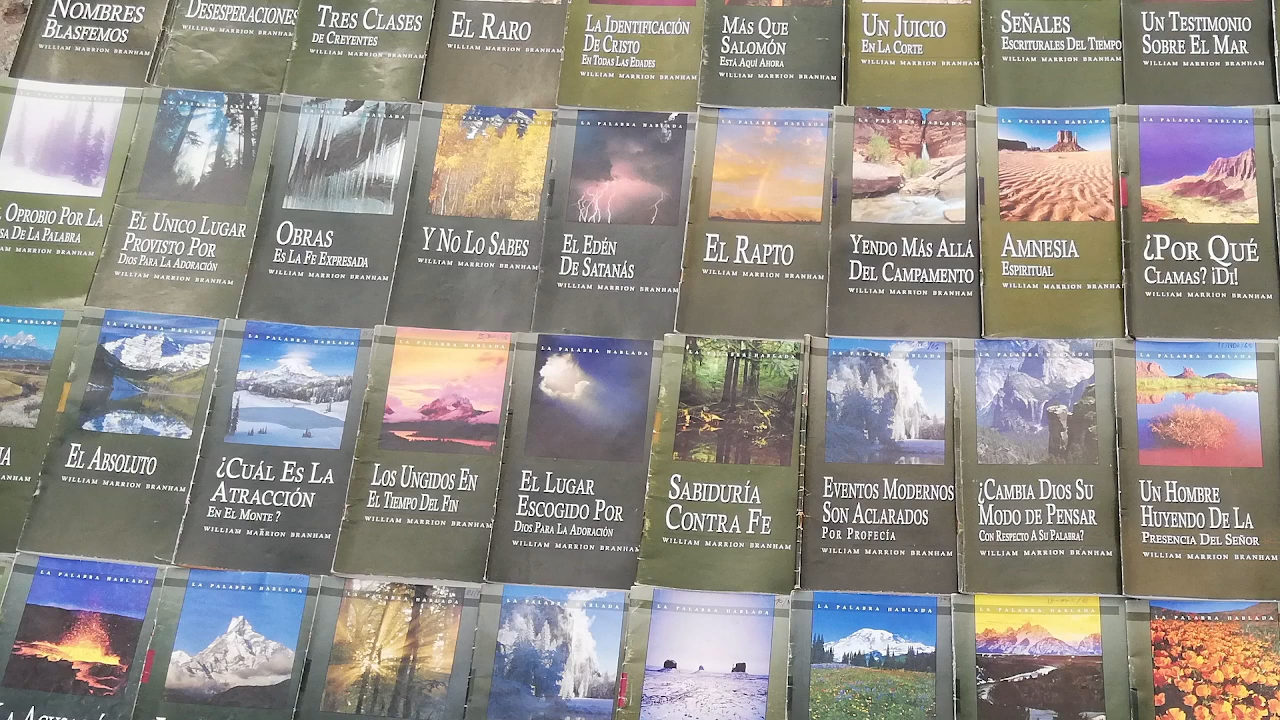 NOMBRES
BLASFEMOS
WILLIAM MARRION BRANHAM
DESESPERACIONES
WILLIAM MARRION BRANHAM
TRES CLASES
DE CREYENTES
WILLIAM MARRION BRANHAM
EL RARO
WILLIAM MARRION BRANHAM
LA IDENTIFICACIÓN
DE CRISTO
EN TODAS LAS EDADES
WILLIAM MARRION BRANHAM
MÁS QUE
SALOMÓN
ESTÁ AQUÍ AHORA
WILLIAM MARRION BRANHAM
UN JUICIO
EN LA CORTE
WILLIAM MARRION BRANHAM
SEÑALES
ESCRITURALES DEL TIEMPO
WILLIAM MARRION BRANHAM
UN TESTIMONIO
SOBRE EL MAR
WILLIAM MARRION BRANHAM
OPROBIO POR LA
DE LA PALABRA
WILLIAM MARRION BRANHAM
LA PALABRA HABLADA
EL UNICO LUGAR
PROVISTO POR
DIOS PARA LA ADORACIÓN
WILLIAM MARRION BRANHAM
LA PALABRA HABLADA
OBRAS
ES LA FE EXPRESADA
WILLIAM MARRION BRANHAM
LA PALABRA HABLADA
Y NO LO SABES
WILLIAM MARRION BRANHAM
LA PALABRA HABLADA
EL EDÉN
DE SATANÁS
WILLIAM MARRION BRANHAM
LA PALABRA HABLADA
EL RAPTO
WILLIAM MARRION BRANHAM
LA PALABRA HABLADA
YENDO MÁS ALLÁ
DEL CAMPAMENTO
WILLIAM MARRION BRANHAM
LA PALABRA HABLADA
AMNESIA
ESPIRITUAL
WILLIAM MARRION BRANHAM
LA PALABRA HABLADA
¿POR QUÉ
CLAMAS? ¡DI!
WILLIAM MARRION BRANHAM
LA PALABRA HABLADA
EL ABSOLUTO
WILLIAM MARRION BRANHAM
LA PALABRA HABLADA
¿CUÁL ES LA
ATRACCIÓN
EN EL MONTE?
WILLIAM MARRION BRANHAM
LA PALABRA HABLADA
LOS UNGIDOS EN
EL TIEMPO DEL FIN
WILLIAM MARRION BRANHAM
LA PALABRA HABLADA
EL LUGAR
ESCOGIDO POR
DIOS PARA LA ADORACIÓN
WILLIAM MARRION BRANHAM
LA PALABRA HABLADA
SABIDURÍA
CONTRA FE
WILLIAM MARRION BRANHAM
LA PALABRA HABLADA
EVENTOS MODERNOS
SON ACLARADOS
POR PROFECÍA
WILLIAM MARRION BRANHAM
LA PALABRA HABLADA
¿CAMBIA DIOS SU
MODO DE PENSAR
CON RESPECTO A SU PALABRA?
WILLIAM MARRION BRANHAM
LA PALABRA HABLADA
UN HOMBRE
HUYENDO DE LA
PRESENCIA DEL SEÑOR
WILLIAM MARRION BRANHAM
LA PALABRA HABLADA
LA PALABRA HABLADA
LA PALABRA HABLADA
LA PALABRA HABLADA
LA PALABRA HABLADA
LA PALABRA HABLADA
LA PALABRA HABLADA
LA PALABRA HABLADA